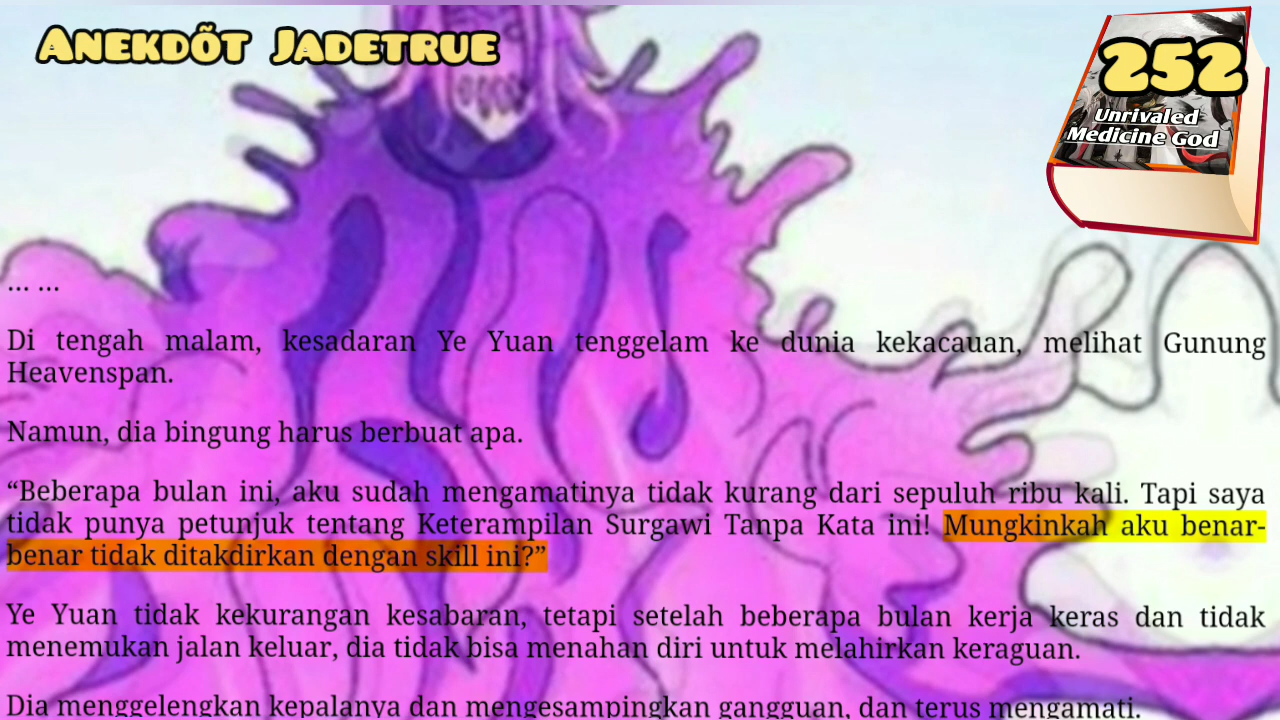 Anekdõt Jadetrue
252
Unrivaled
Medicine God
... ...
Di tengah malam, kesadaran Ye Yuan tenggelam ke dunia kekacauan, melihat Gunung
Heavenspan.
Namun, dia bingung harus berbuat apa.
“Beberapa bulan ini, aku sudah mengamatinya tidak kurang dari sepuluh ribu kali. Tapi saya
tidak punya petunjuk tentang Keterampilan Surgawi Tanpa Kata ini! Mungkinkah aku benar-
benar tidak ditakdirkan dengan skill ini?”
Ye Yuan tidak kekurangan kesabaran, tetapi setelah beberapa bulan kerja keras dan tidak
menemukan jalan keluar, dia tidak bisa menahan diri untuk melahirkan keraguan.
Dia menggelengkan kepalanya dan mengesampingkan gangguan, dan terus mengamati.